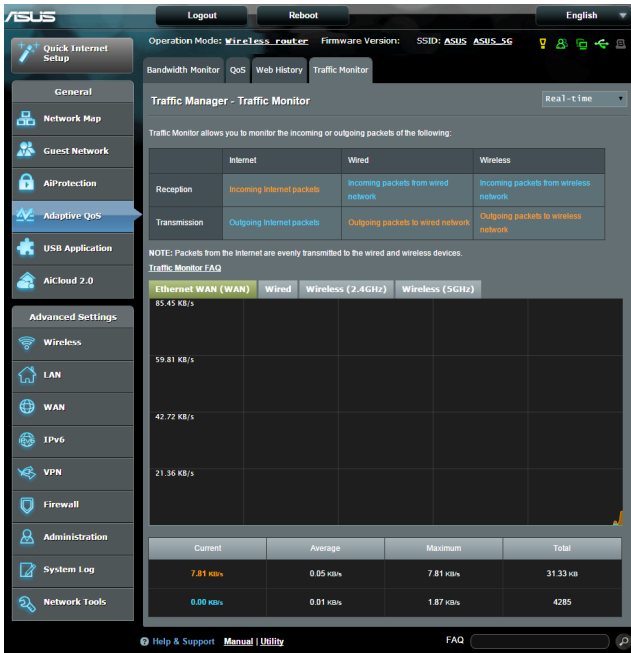 ASUS
Logout
Reboot
English
Quick Internet
Setup
Operation Mode: Wireless router Firmware Version: SSID: ASUS ASUS_5G
Bandwidth Monitor QoS Web History Traffic Monitor
General
Network Map
Guest Network
AiProtection
Adaptive QoS
USB Application
AiCloud 2.0
Advanced Settings
Wireless
LAN
WAN
IPv6
VPN
Firewall
Administration
System Log
Network Tools
Traffic Manager - Traffic Monitor
Real-time
Traffic Monitor allows you to monitor the incoming or outgoing packets of the following:
Internet Wired Wireless
Reception
Incoming Internet packets
Incoming packets from wired
network
Incoming packets from wireless
network
Transmission
Outgoing Internet packets
Outgoing packets to wired network
Outgoing packets to wireless
network
NOTE: Packets from the Internet are evenly transmitted to the wired and wireless devices.
Traffic Monitor FAQ
Ethernet WAN (WAN) Wired Wireless (2.4GHz) Wireless (5GHz)
85.45 KB/s
59.81 KB/s
42.72 KB/s
21.36 KB/s
Current Average Maximum Total
7.81 KB/s 0.05 KB/s 7.81 KB/s 31.33 KB
0.00 KB/s 0.01 KB/s 1.87 KB/s 4285
Help & Support Manual | Utility FAQ